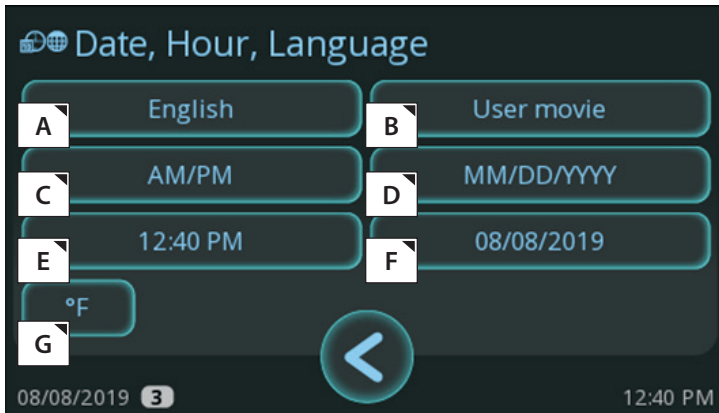 Date, Hour, Language
A English B User movie
C AM/PM D MM/DD/YYYY
E 12:40 PM F 08/08/2019
G °F
<
08/08/2019 3 12:40 PM